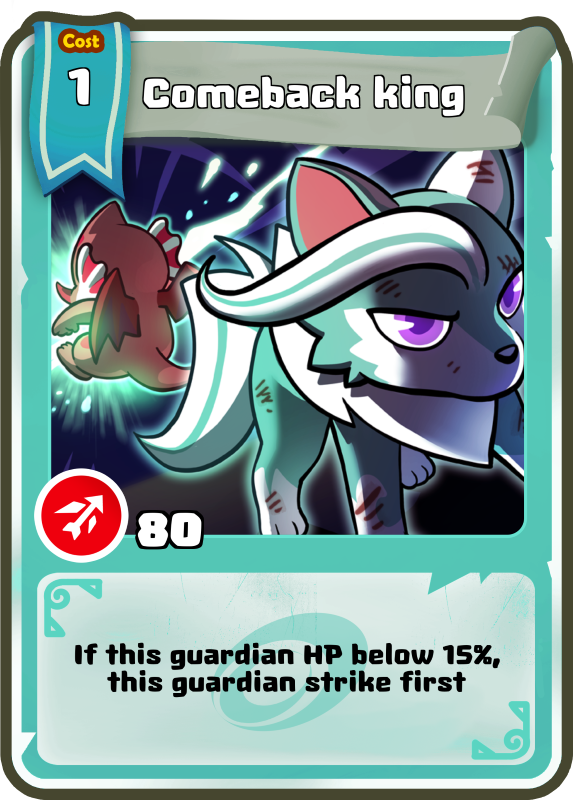 Cost
1
Comeback king
80
If this guardian HP below 15%,
this guardian strike first